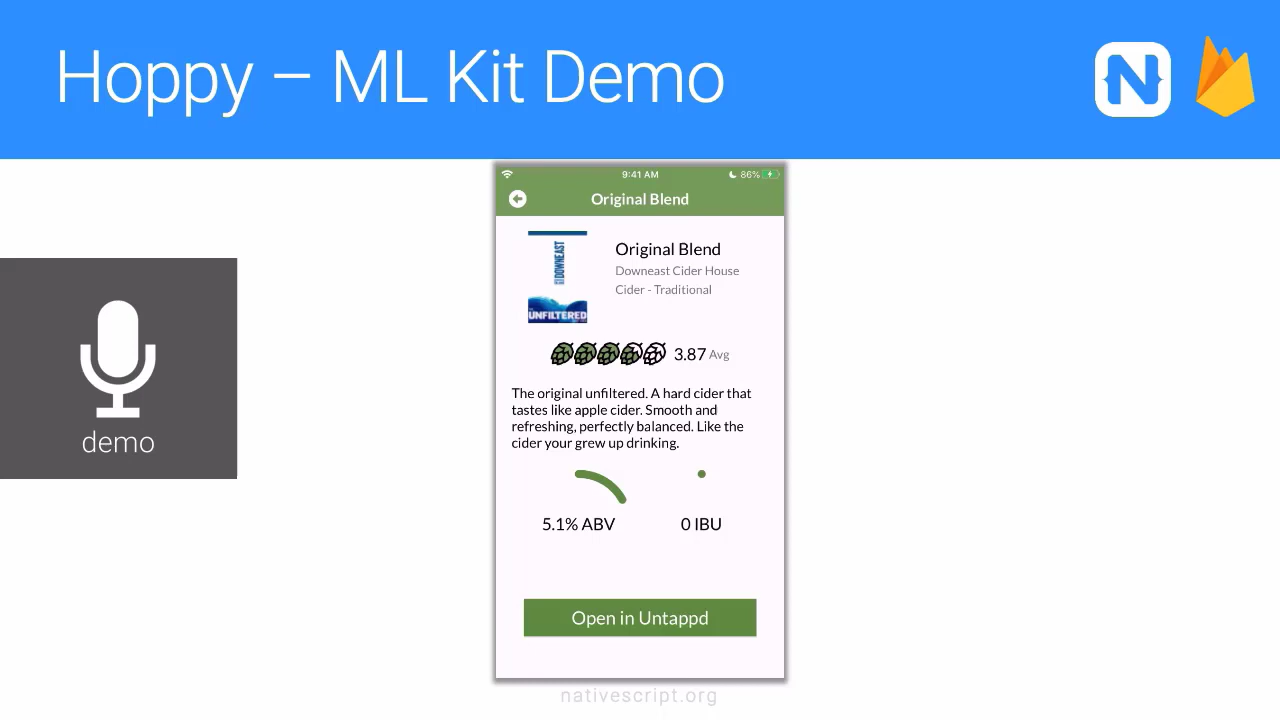 Hoppy – ML Kit Demo
9:41 AM
86%
Original Blend
DOWNEAST
UNFILTERED
Original Blend
Downeast Cider House
Cider - Traditional
3.87 Avg
The original unfiltered. A hard cider that
tastes like apple cider. Smooth and
refreshing, perfectly balanced. Like the
cider your grew up drinking.
5.1% ABV
0 IBU
Open in Untappd
demo
nativescript.org